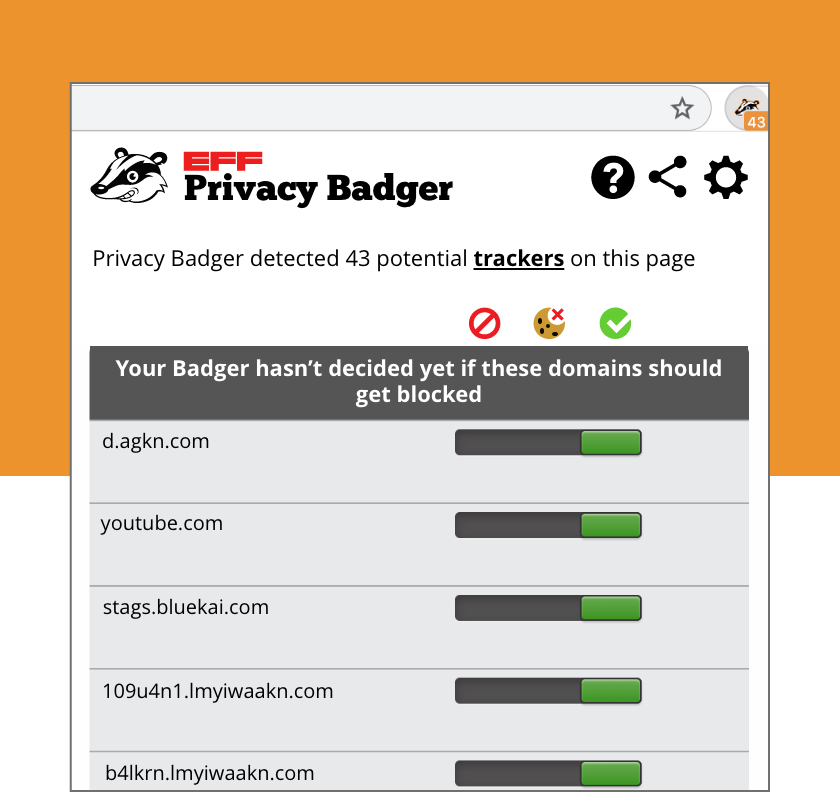 43
EFF
Privacy Badger
Privacy Badger detected 43 potential trackers on this page
Your Badger hasn’t decided yet if these domains should
get blocked
d.agkn.com
youtube.com
stags.bluekai.com
109u4n1.lmyiwaakn.com
b4lkrn.lmyiwaakn.com